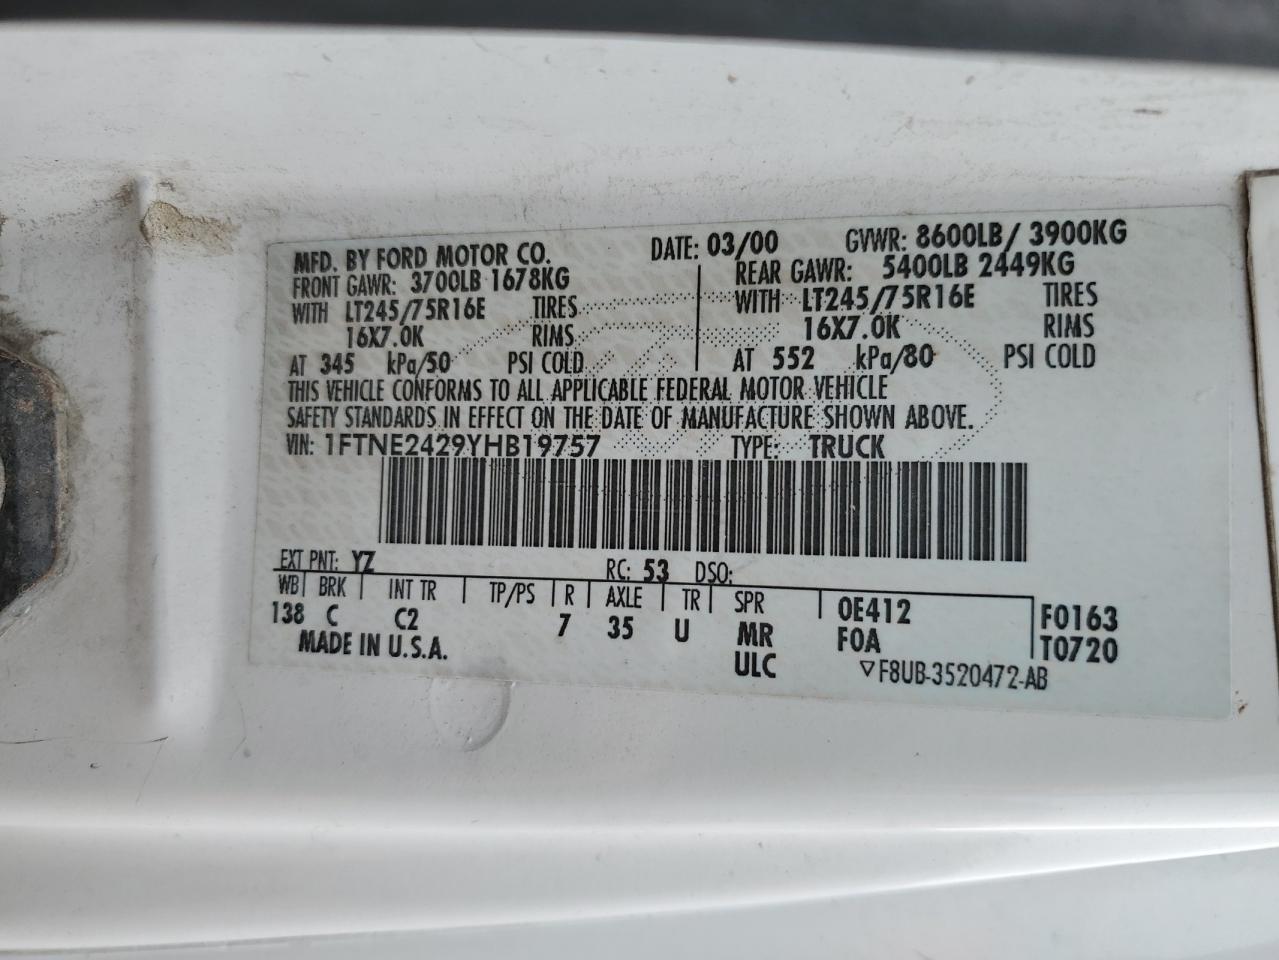 MFD. BY FORD MOTOR CO. DATE: 03/00 GVWR: 8600LB/ 3900KG
FRONT GAWR: 3700LB 1678KG REAR GAWR: 5400LB 2449KG
WITH LT245/75R16E TIRES WITH LT245/75R16E TIRES
16X7.0K RIMS 16X7.0K RIMS
AT 345 kPa/50 PSI COLD AT 552 kPa/80 PSI COLD
THIS VEHICLE CONFORMS TO ALL APPLICABLE FEDERAL MOTOR VEHICLE
SAFETY STANDARDS IN EFFECT ON THE DATE OF MANUFACTURE SHOWN ABOVE.
VIN: 1FTNE2429YHB19757 TYPE: TRUCK
EXT PNT: YZ RC: 53 DSO:
WB BRK INT TR TP/PS R AXLE TR SPR 0E412 F0163
138 C C2 7 35 U MR FOA T0720
MADE IN U.S.A. ULC ▽F8UB-3520472-AB